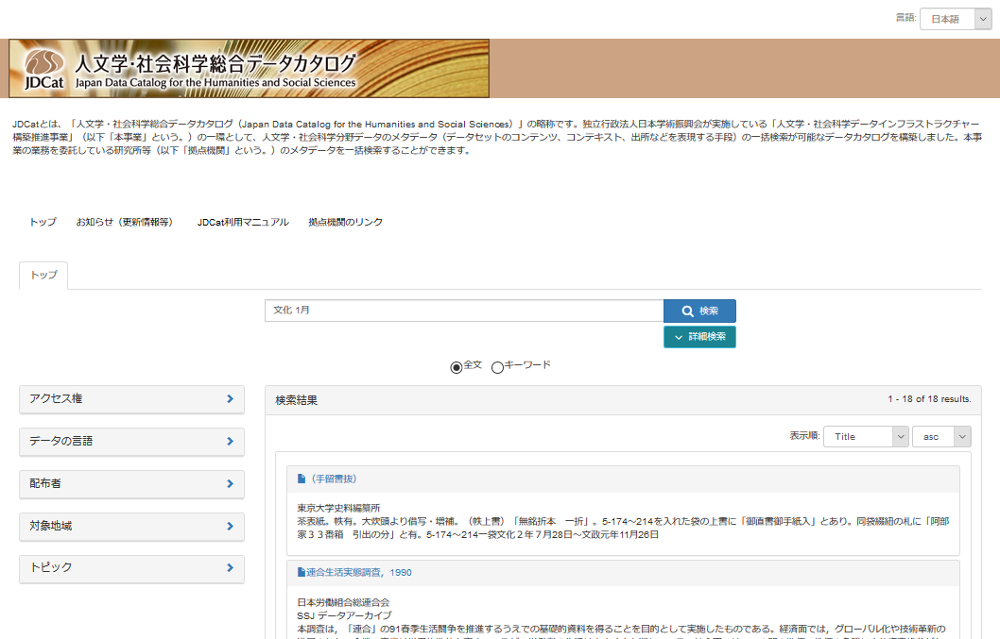 言語: 日本語
JDCat 人文学・社会科学総合データカタログ
Japan Data Catalog for the Humanities and Social Sciences
JDCatとは、「人文学・社会科学総合データカタログ（Japan Data Catalog for the Humanities and Social Sciences）」の略称です。独立行政法人日本学術振興会が実施している「人文学・社会科学データインフラストラクチャー
構築推進事業」（以下「本事業」という。）の一環として、人文学・社会科学分野データのメタデータ（データセットのコンテンツ、コンテキスト、出所などを表現する手段）の一括検索が可能なデータカタログを構築しました。本事
業の業務を委託している研究所等（以下「拠点機関」という。）のメタデータを一括検索することができます。
トップ お知らせ（更新情報等） JDCat利用マニュアル 拠点機関のリンク
トップ
文化 1月 検索
詳細検索
全文 キーワード
アクセス権
データの言語
配布者
対象地域
トピック
検索結果 1 - 18 of 18 results.
表示順: Title asc
（手留書抜）
東京大学史料編纂所
茶表紙。帙有。大炊頭より借写・増補。（帙上書）「無銘折本　一折」。5-174～214を入れた袋の上書に「御直書御手紙入」とあり。同袋綴紐の札に「阿部
家３３番箱　引出の分」と有。5-174～214一袋文化２年７月28日～文政元年11月26日
連合生活実態調査，1990
日本労働組合総連合会
SSJ データアーカイブ
本調査は，「連合」の91春季生活闘争を推進するうえでの基礎的資料を得ることを目的として実施したものである。経済面では，グローバル化や技術革新の